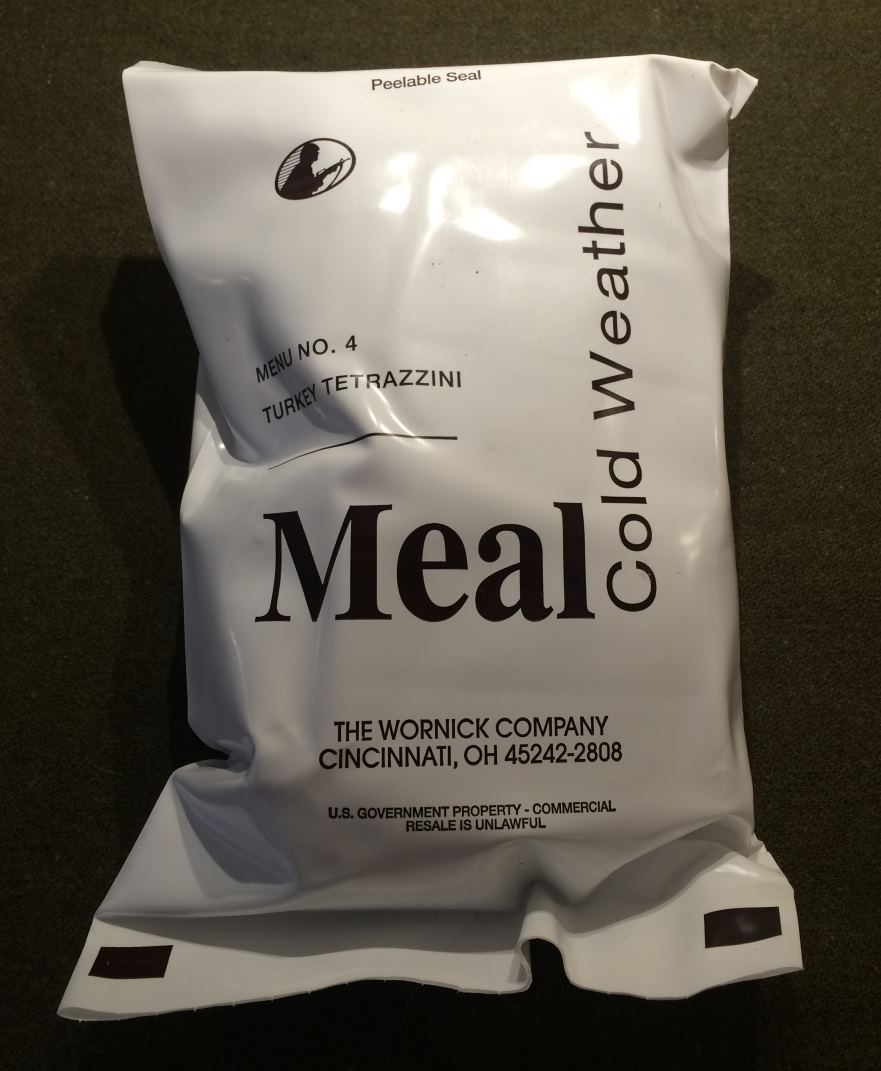 Peelable Seal
MENU NO. 4
TURKEY TETRAZZINI
Meal
Cold Weather
THE WORNICK COMPANY
CINCINNATI, OH 45242-2808
U.S. GOVERNMENT PROPERTY - COMMERCIAL
RESALE IS UNLAWFUL